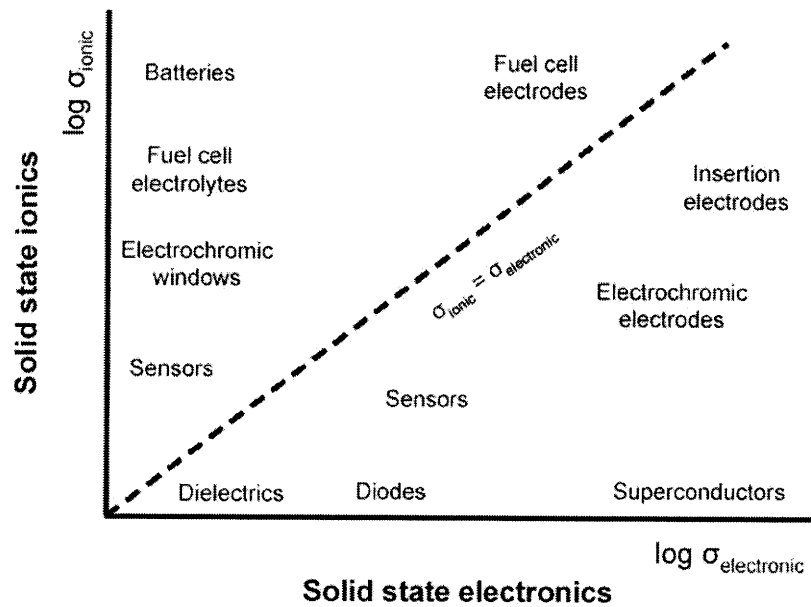 log σionic
Solid state ionics
Batteries
Fuel cell
electrodes
Fuel cell
electrolytes
Insertion
electrodes
Electrochromic
windows
σionic = σelectronic
Electrochromic
electrodes
Sensors
Sensors
Dielectrics
Diodes
Superconductors
log σelectronic
Solid state electronics